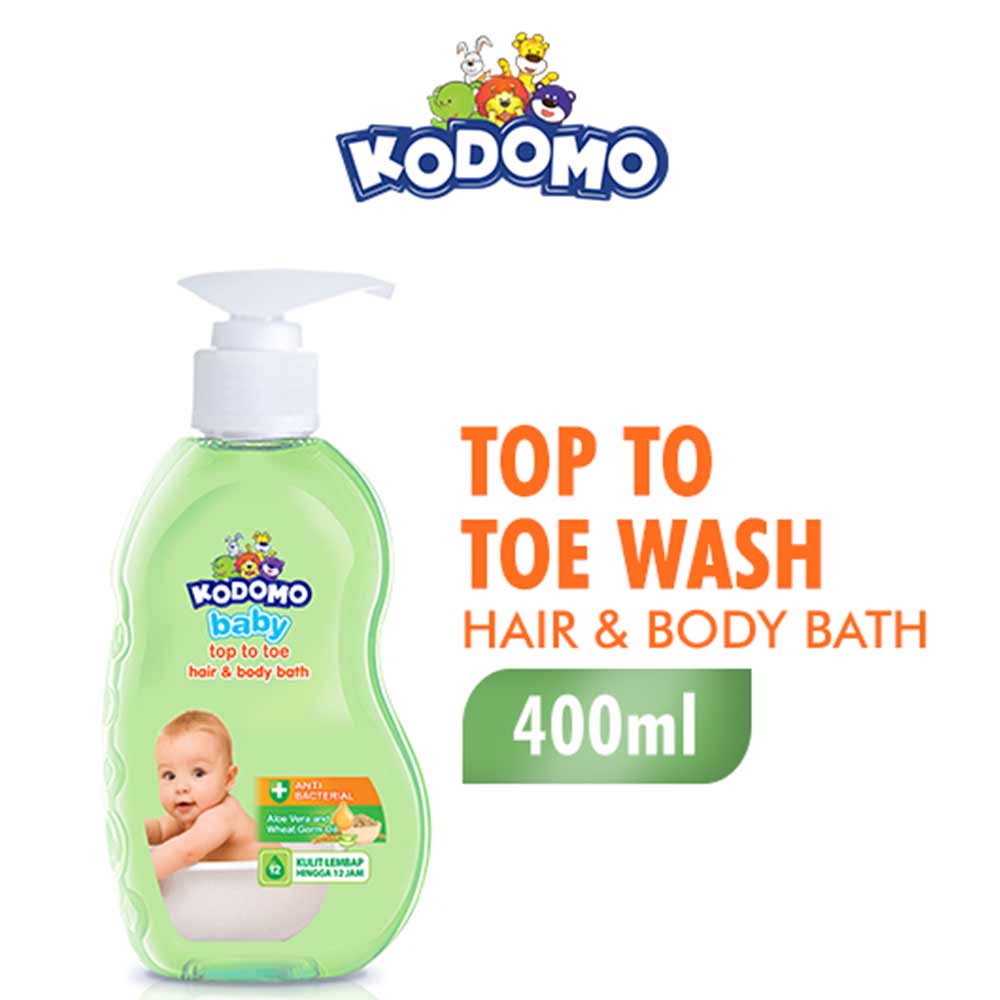 KODOMO
TOP TO
TOE WASH
HAIR & BODY BATH
400ml
KODOMO
baby
top to toe
hair & body bath
ANTI
BACTERIAL
Aloe Vera and
Wheat Germ Oil
12
KULIT LEMBAP
HINGGA 12 JAM